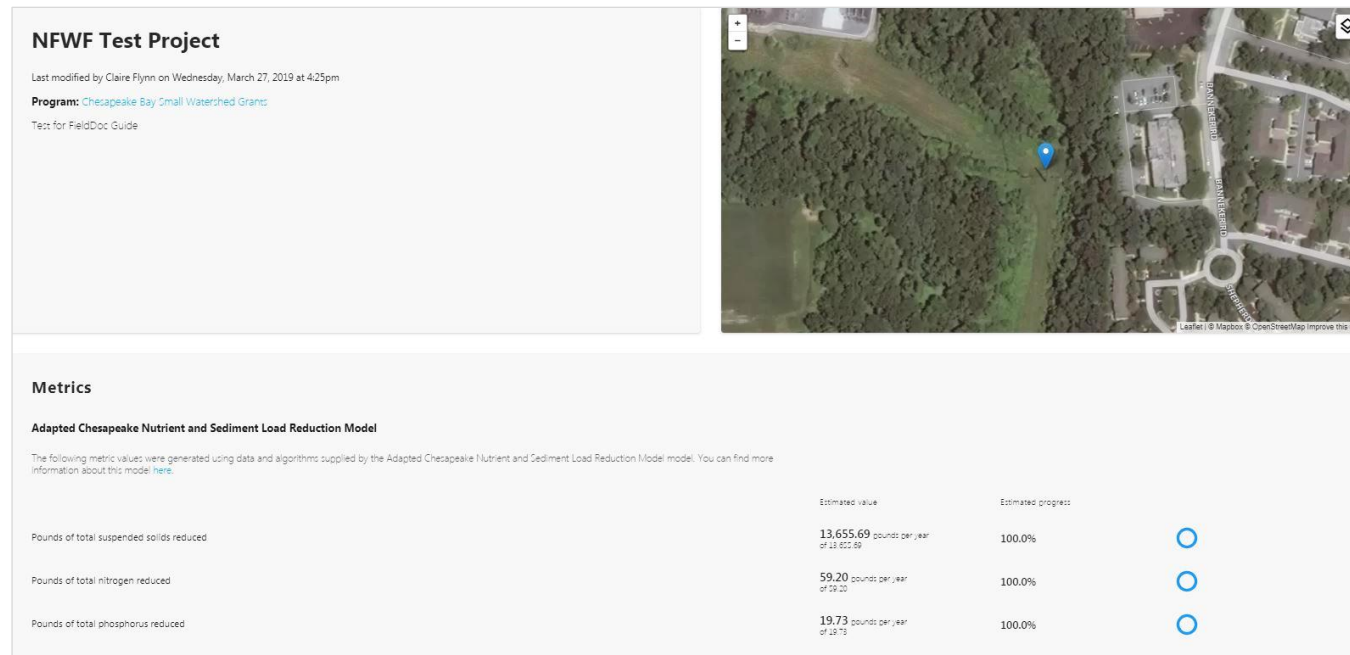 NFWF Test Project
Last modified by Claire Flynn on Wednesday, March 27, 2019 at 4:25pm
Program: Chesapeake Bay Small Watershed Grants
Test for FieldDoc Guide
+
−
BANNEKER RD
BANNEKER RD
SHEPHERD
Leaflet | © Mapbox © OpenStreetMap Improve this
Metrics
Adapted Chesapeake Nutrient and Sediment Load Reduction Model
The following metric values were generated using data and algorithms supplied by the Adapted Chesapeake Nutrient and Sediment Load Reduction Model model. You can find more
information about this model here.
Estimated value Estimated progress
Pounds of total suspended solids reduced 13,655.69 pounds per year 100.0%
of 13,655.69
Pounds of total nitrogen reduced 59.20 pounds per year 100.0%
of 59.20
Pounds of total phosphorus reduced 19.73 pounds per year 100.0%
of 19.73